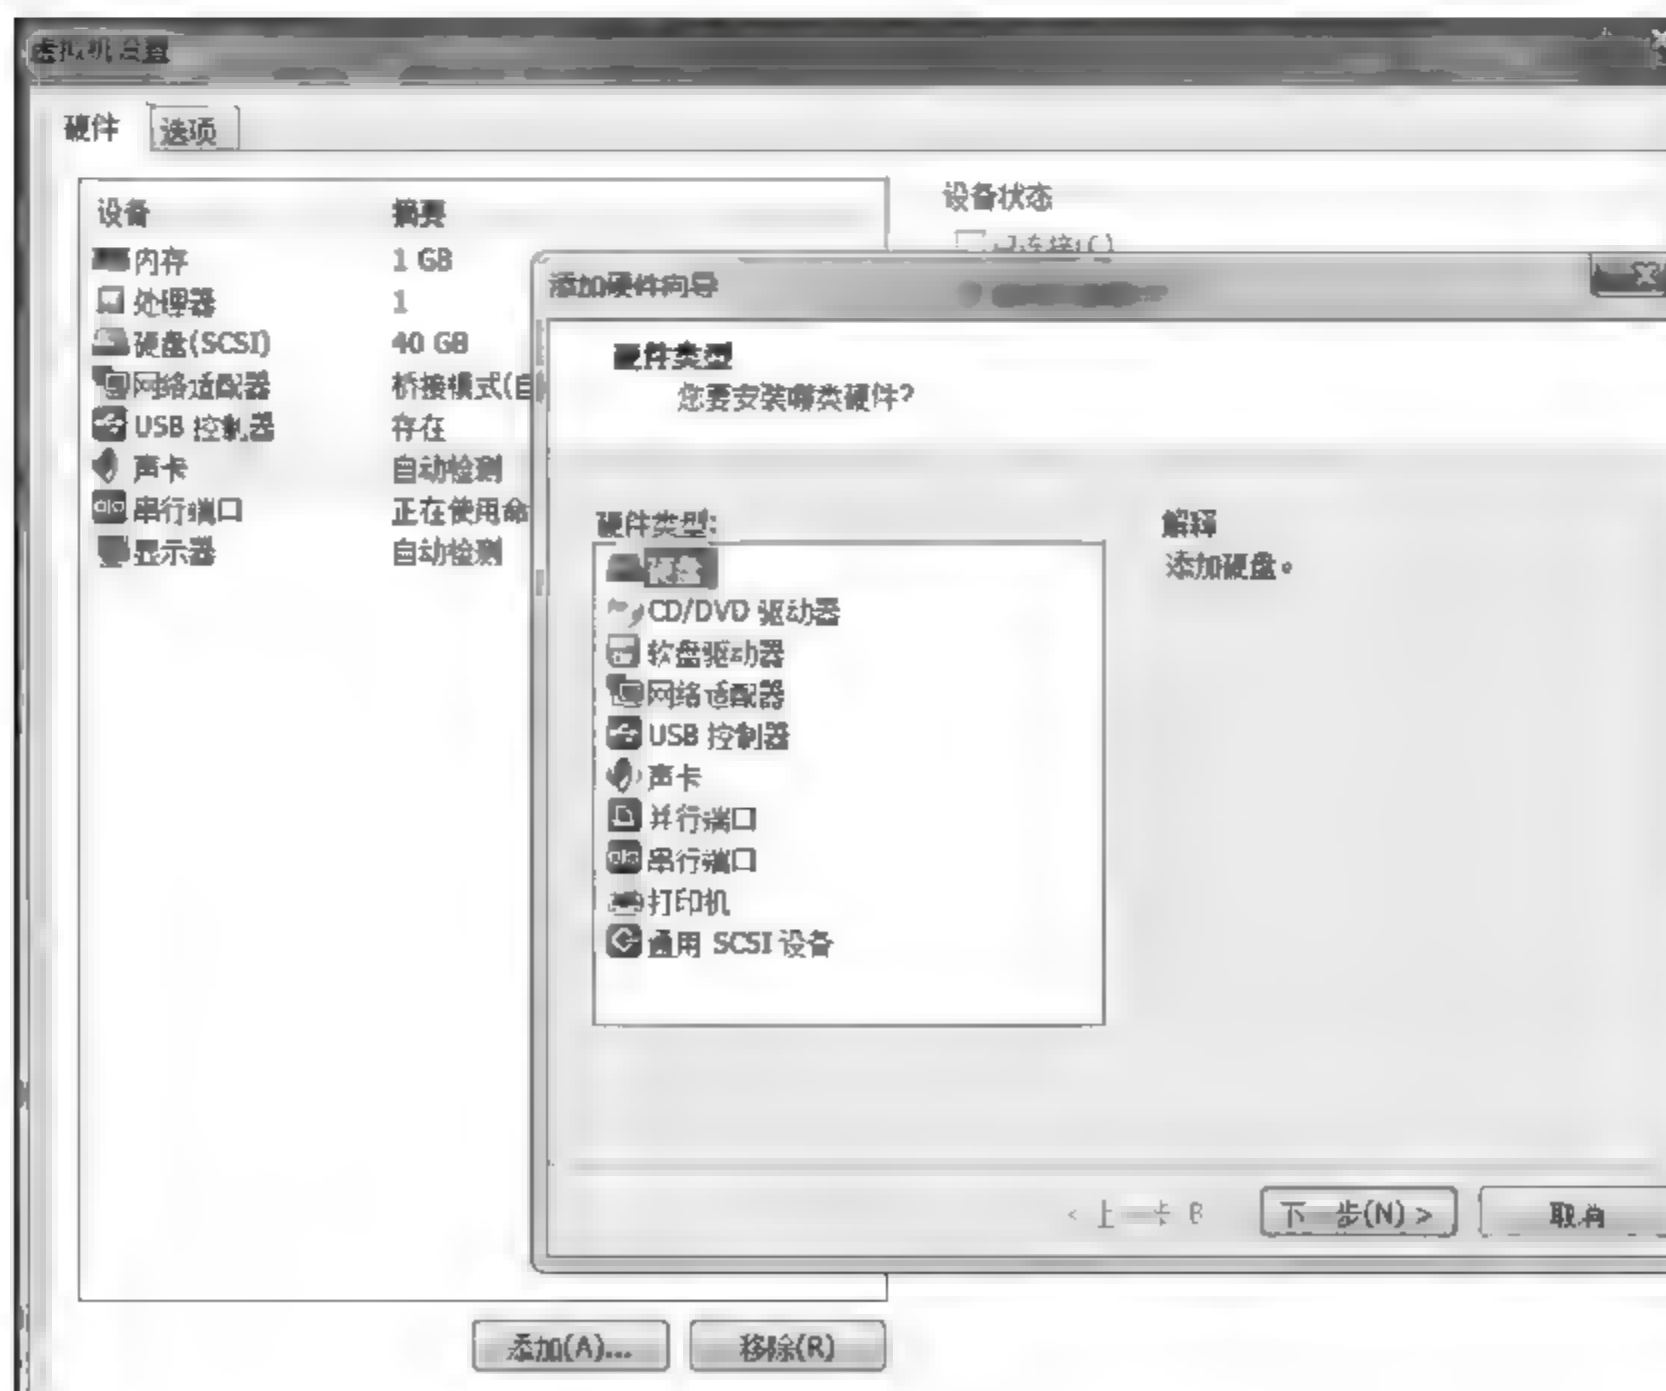 虚拟机设置
硬件 选项
设备 摘要
内存 1 GB
处理器 1
硬盘(SCSI) 40 GB
网络适配器 桥接模式(自
USB 控制器 存在
声卡 自动检测
串行端口 正在使用命
显示器 自动检测
设备状态
已连接(C)
添加硬件向导
硬件类型
您要安装哪类硬件?
硬件类型:
硬盘
CD/DVD 驱动器
软盘驱动器
网络适配器
USB 控制器
声卡
并行端口
串行端口
打印机
通用 SCSI 设备
解释
添加硬盘。
< 上一步 B 下一步(N) > 取消
添加(A)... 移除(R)